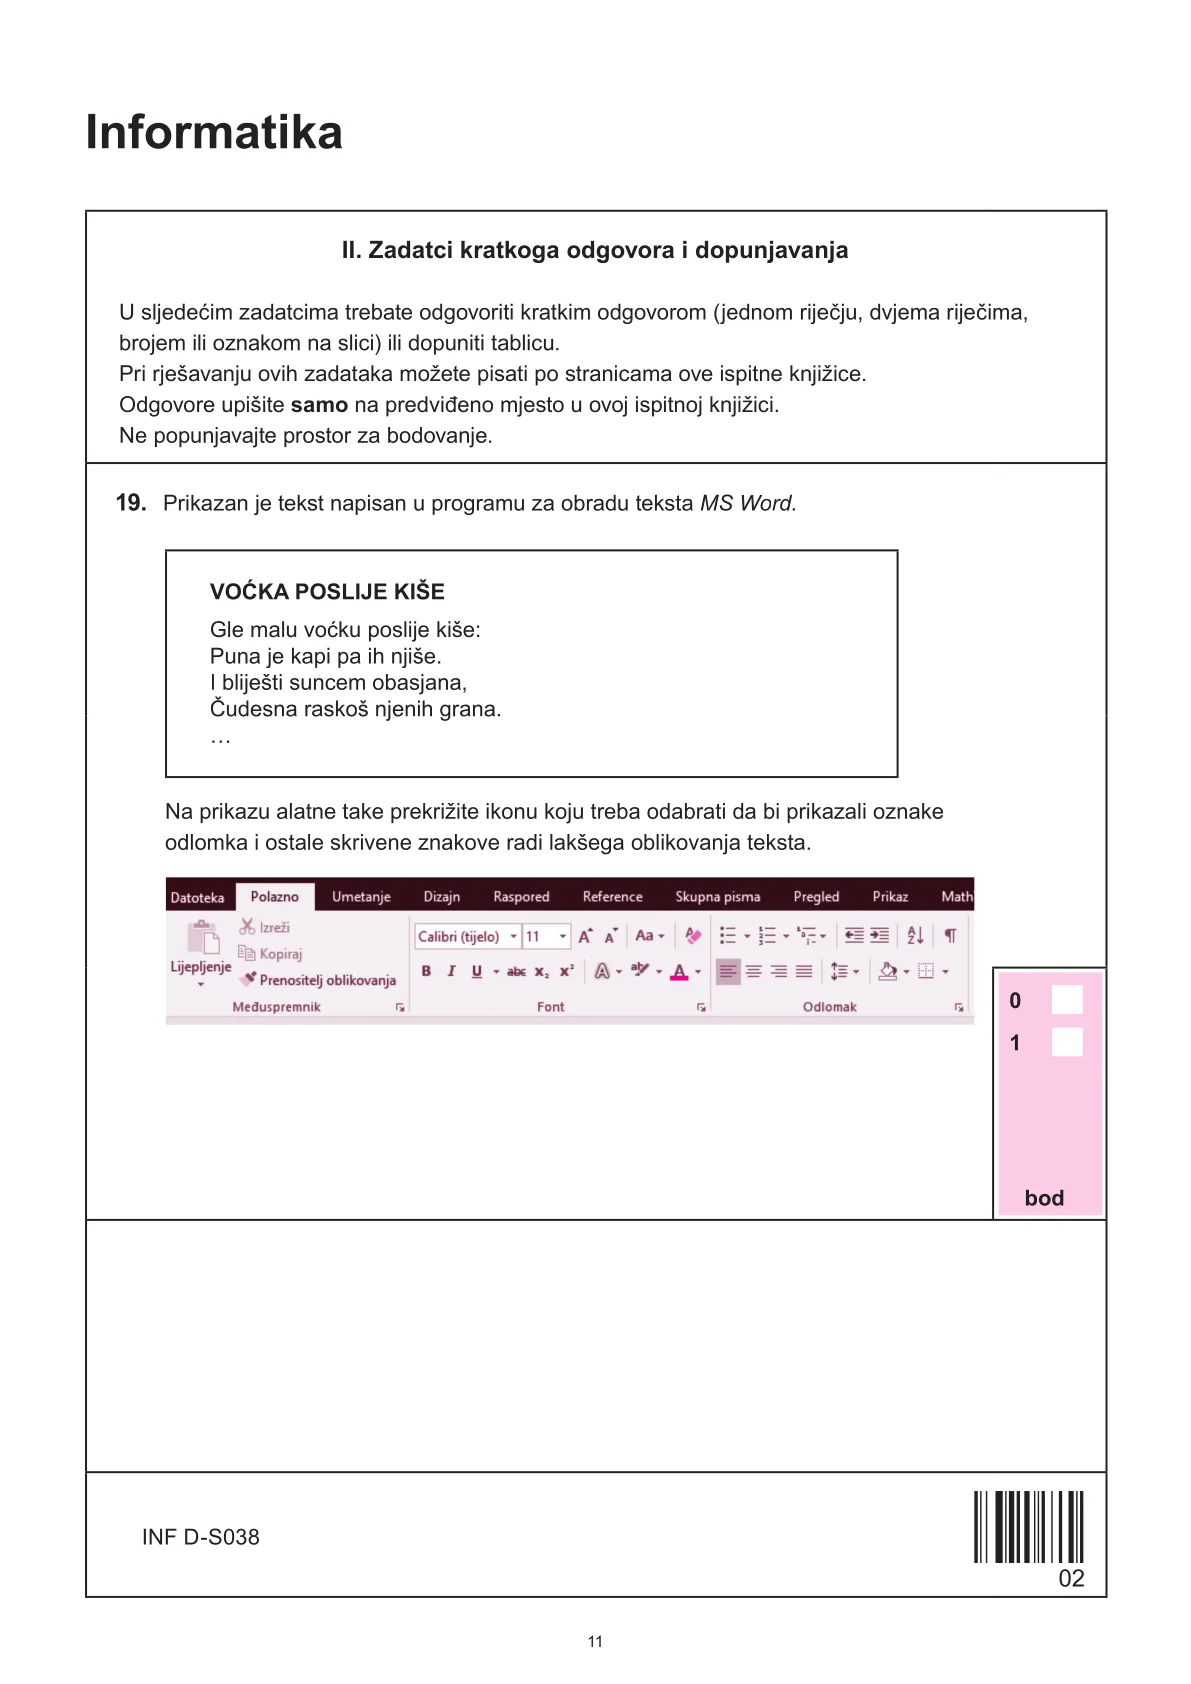 Informatika
II. Zadatci kratkoga odgovora i dopunjavanja
U sljedećim zadatcima trebate odgovoriti kratkim odgovorom (jednom riječju, dvjema riječima,
brojem ili oznakom na slici) ili dopuniti tablicu.
Pri rješavanju ovih zadataka možete pisati po stranicama ove ispitne knjižice.
Odgovore upišite samo na predviđeno mjesto u ovoj ispitnoj knjižici.
Ne popunjavajte prostor za bodovanje.
19. Prikazan je tekst napisan u programu za obradu teksta MS Word.
VOĆKA POSLIJE KIŠE
Gle malu voćku poslije kiše:
Puna je kapi pa ih njiše.
I bliješti suncem obasjana,
Čudesna raskoš njenih grana.
…
Na prikazu alatne take prekrižite ikonu koju treba odabrati da bi prikazali oznake
odlomka i ostale skrivene znakove radi lakšega oblikovanja teksta.
Datoteka Polazno Umetanje Dizajn Raspored Reference Skupna pisma Pregled Prikaz Math
Izreži
Calibri (tijelo) 11 A A Aa
Kopiraj
Lijepljenje
B I U abc x₂ x² A aby A
Prenositelj oblikovanja
Međuspremnik Font Odlomak
0
1
bod
INF D-S038
02
11